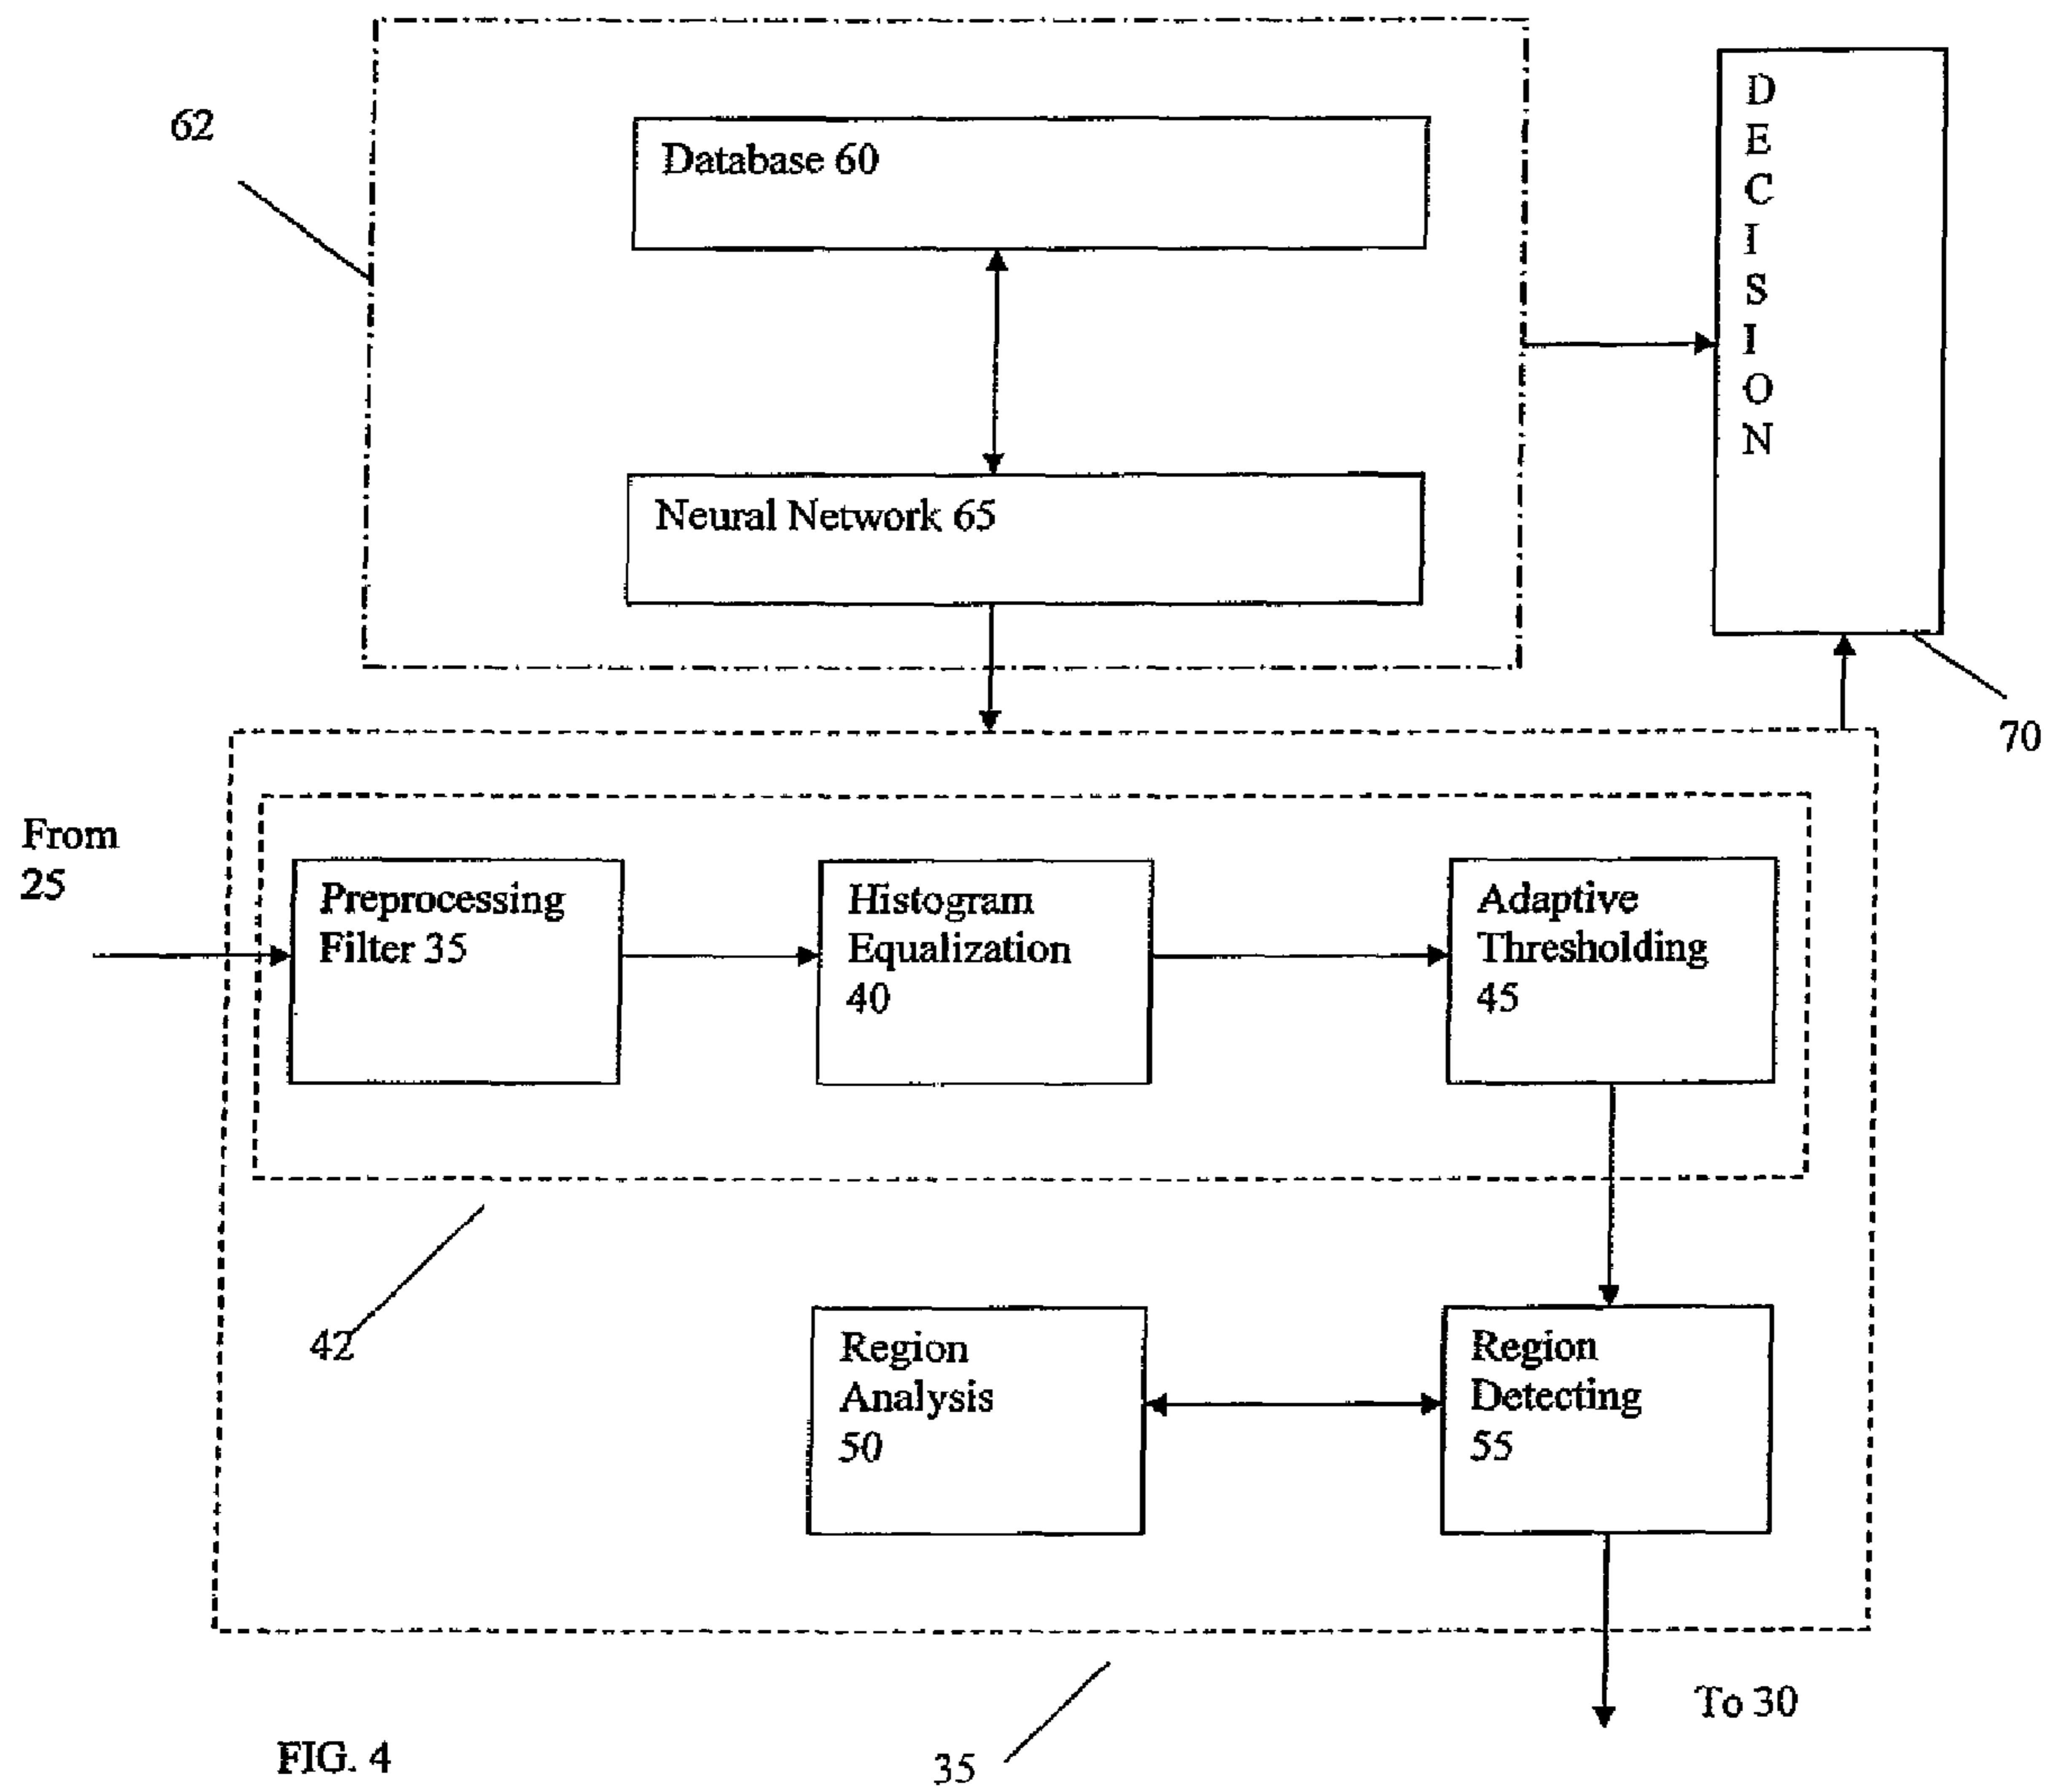 62
Database 60
Neural Network 65
D
E
C
I
S
I
O
N
70
From
25
Preprocessing
Filter 35
Histogram
Equalization
40
Adaptive
Thresholding
45
42
Region
Analysis
50
Region
Detecting
55
To 30
35
FIG. 4